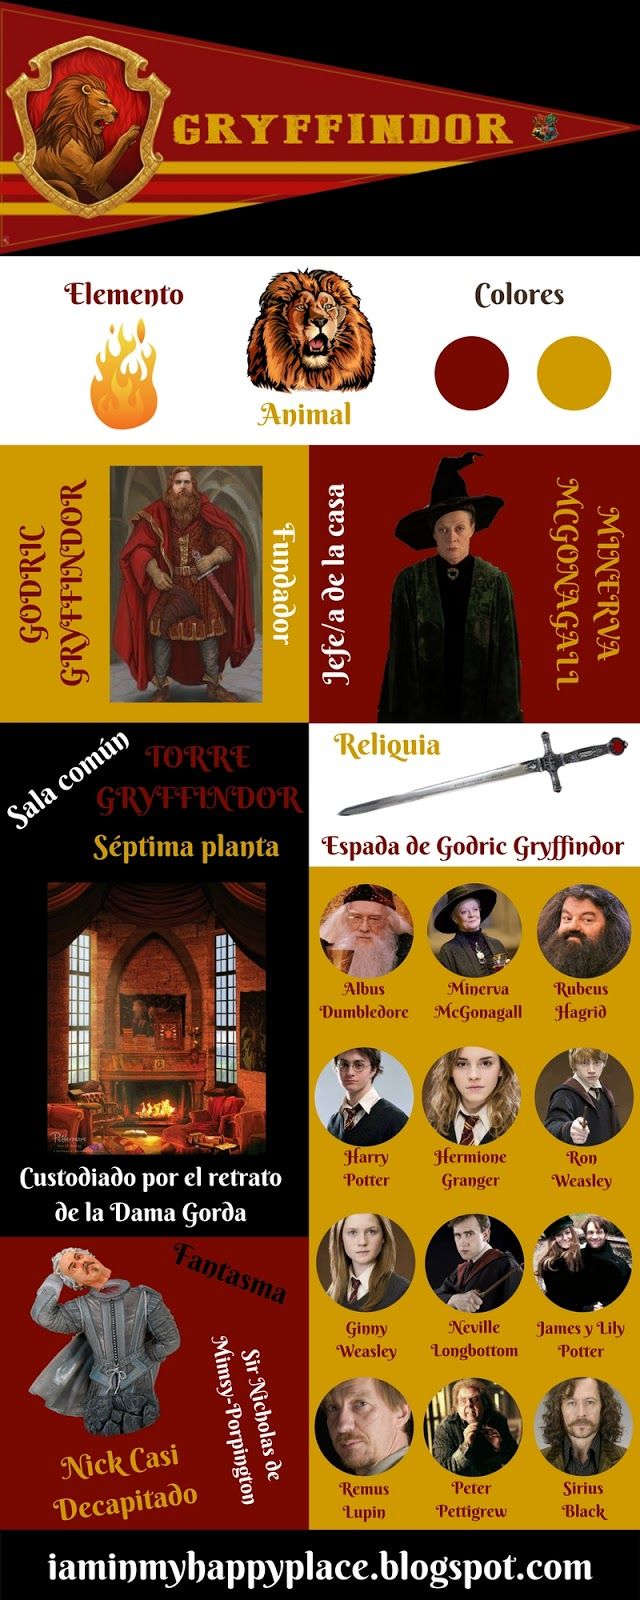 GRYFFINDOR
Elemento
Animal
Colores
GODRIC
GRYFFINDOR
Fundador
Jefe/a de la casa
MINERVA
MCGONAGALL
Sala común
TORRE
GRYFFINDOR
Séptima planta
Pottermore
Custodiado por el retrato
de la Dama Gorda
Reliquia
Espada de Godric Gryffindor
Albus
Dumbledore
Minerva
McGonagall
Rubeus
Hagrid
Harry
Potter
Hermione
Granger
Ron
Weasley
Ginny
Weasley
Neville
Longbottom
James y Lily
Potter
Remus
Lupin
Peter
Pettigrew
Sirius
Black
Fantasma
Sir Nicholas de
Mimsy-Porpington
Nick Casi
Decapitado
iaminmyhappyplace.blogspot.com